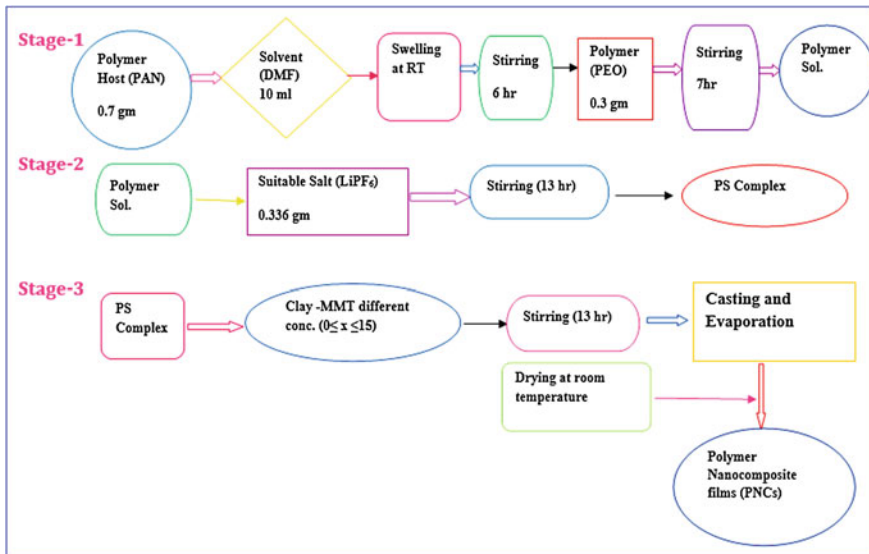 Stage-1
Polymer
Host (PAN)
0.7 gm
Solvent
(DMF)
10 ml
Swelling
at RT
Stirring
6 hr
Polymer
(PEO)
0.3 gm
Stirring
7hr
Polymer
Sol.
Stage-2
Polymer
Sol.
Suitable Salt (LiPF₆)
0.336 gm
Stirring (13 hr)
PS Complex
Stage-3
PS
Complex
Clay -MMT different
conc. (0≤ x ≤15)
Stirring (13 hr)
Casting and
Evaporation
Drying at room
temperature
Polymer
Nanocomposite
films (PNCs)